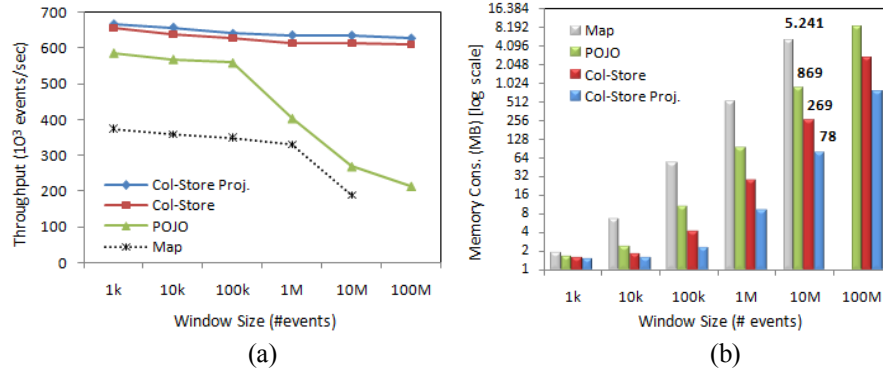 700
600
500
400
300
200
100
0
Throughput (10³ events/sec)
Col-Store Proj.
Col-Store
POJO
Map
1k 10k 100k 1M 10M 100M
Window Size (#events)
(a)
16.384
8.192
4.096
2.048
1.024
512
256
128
64
32
16
8
4
2
1
Memory Cons. (MB) [log scale]
Map
POJO
Col-Store
Col-Store Proj.
5.241
869
269
78
1k 10k 100k 1M 10M 100M
Window Size (# events)
(b)